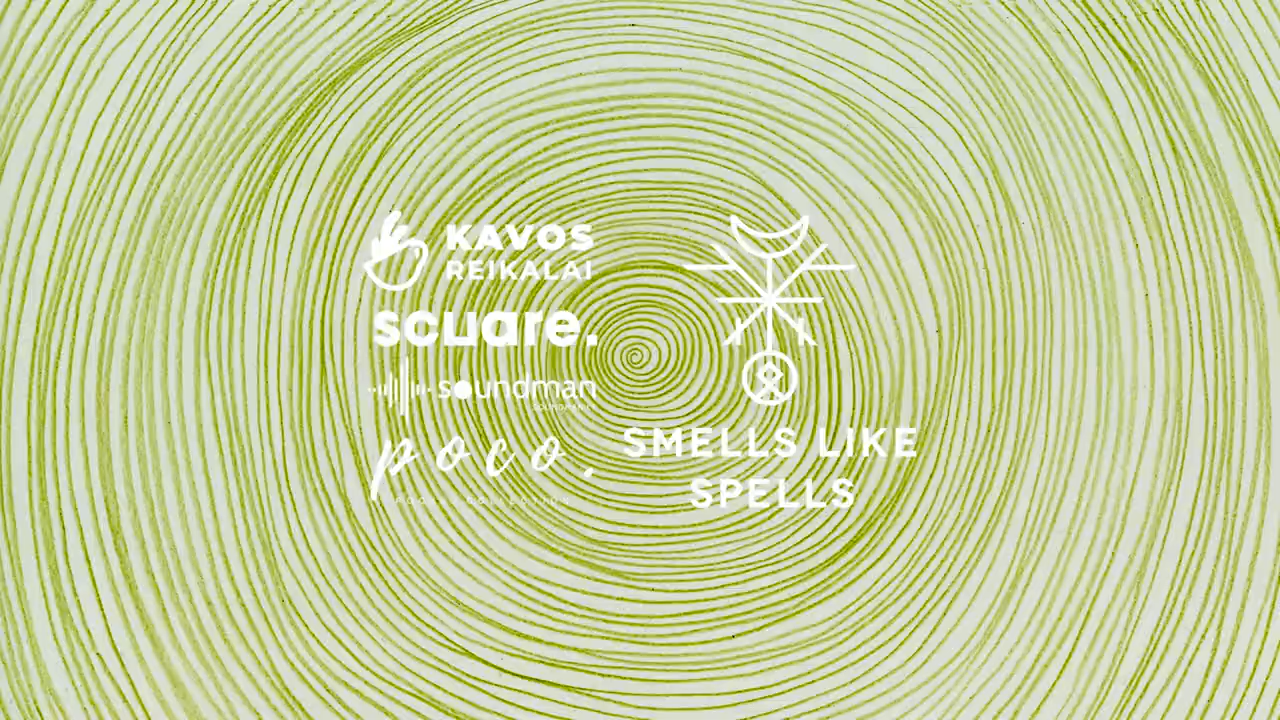 KAVOS
REIKALAI
scuare.
soundman
poco.
SMELLS LIKE
SPELLS